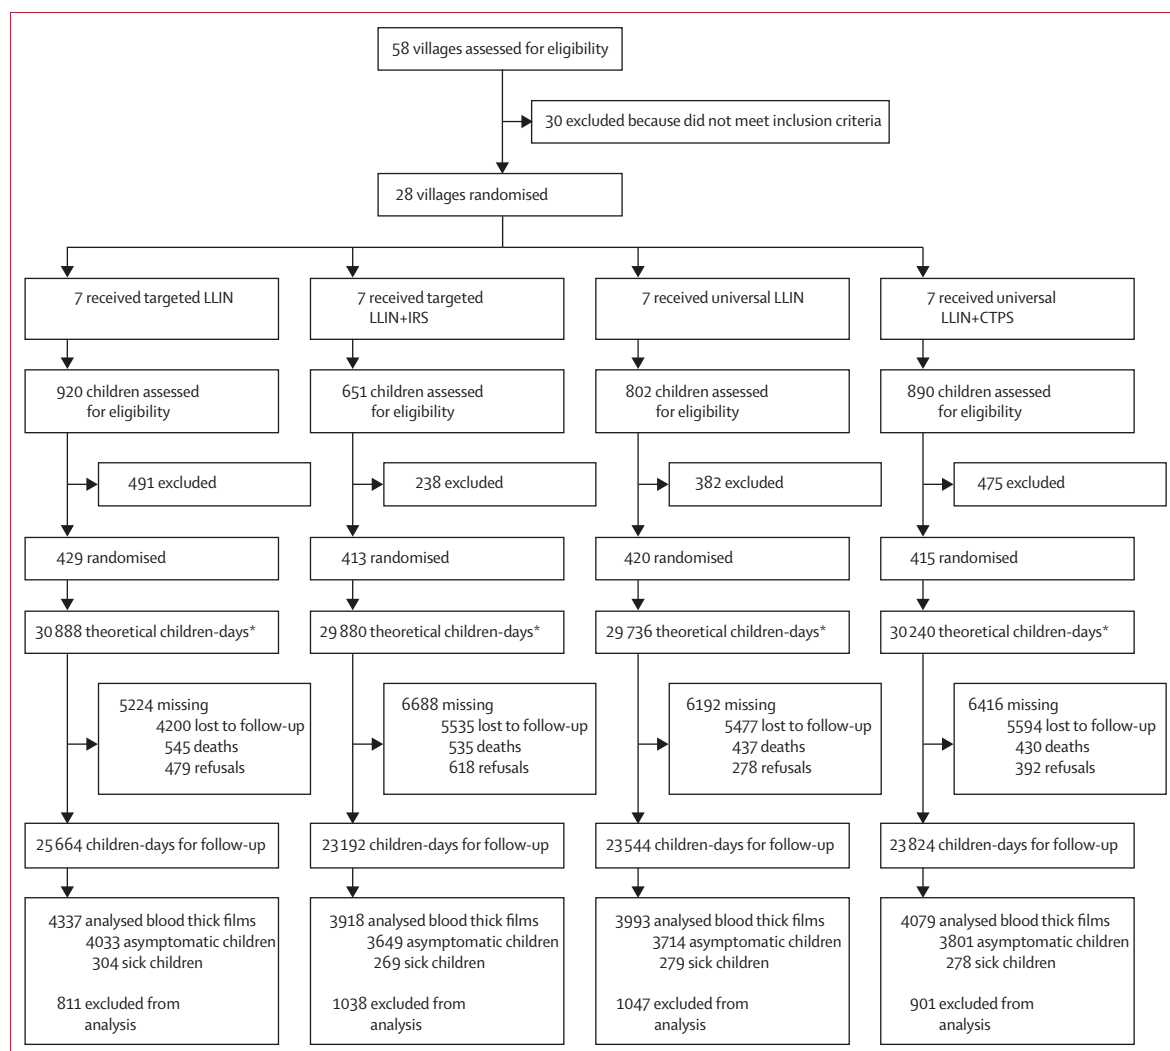 58 villages assessed for eligibility
30 excluded because did not meet inclusion criteria
28 villages randomised
7 received targeted LLIN
7 received targeted
LLIN+IRS
7 received universal LLIN
7 received universal
LLIN+CTPS
920 children assessed
for eligibility
651 children assessed
for eligibility
802 children assessed
for eligibility
890 children assessed
for eligibility
491 excluded
238 excluded
382 excluded
475 excluded
429 randomised
413 randomised
420 randomised
415 randomised
30 888 theoretical children-days*
29 880 theoretical children-days*
29 736 theoretical children-days*
30 240 theoretical children-days*
5224 missing
4200 lost to follow-up
545 deaths
479 refusals
6688 missing
5535 lost to follow-up
535 deaths
618 refusals
6192 missing
5477 lost to follow-up
437 deaths
278 refusals
6416 missing
5594 lost to follow-up
430 deaths
392 refusals
25 664 children-days for follow-up
23 192 children-days for follow-up
23 544 children-days for follow-up
23 824 children-days for follow-up
4337 analysed blood thick films
4033 asymptomatic children
304 sick children
811 excluded from
analysis
3918 analysed blood thick films
3649 asymptomatic children
269 sick children
1038 excluded from
analysis
3993 analysed blood thick films
3714 asymptomatic children
279 sick children
1047 excluded from
analysis
4079 analysed blood thick films
3801 asymptomatic children
278 sick children
901 excluded from
analysis